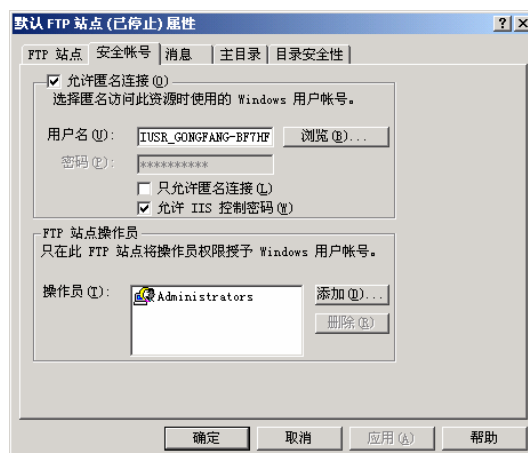 默认 FTP 站点 (已停止) 属性
FTP 站点 安全帐号 消息 主目录 目录安全性
允许匿名连接(O)
选择匿名访问此资源时使用的 Windows 用户帐号。
用户名(U): IUSR_GONGFANG-BF7HF 浏览(B)...
密码(P): **********
只允许匿名连接(L)
允许 IIS 控制密码(W)
FTP 站点操作员
只在此 FTP 站点将操作员权限授予 Windows 用户帐号。
操作员(T): Administrators 添加(D)...
删除(R)
确定 取消 应用(A) 帮助